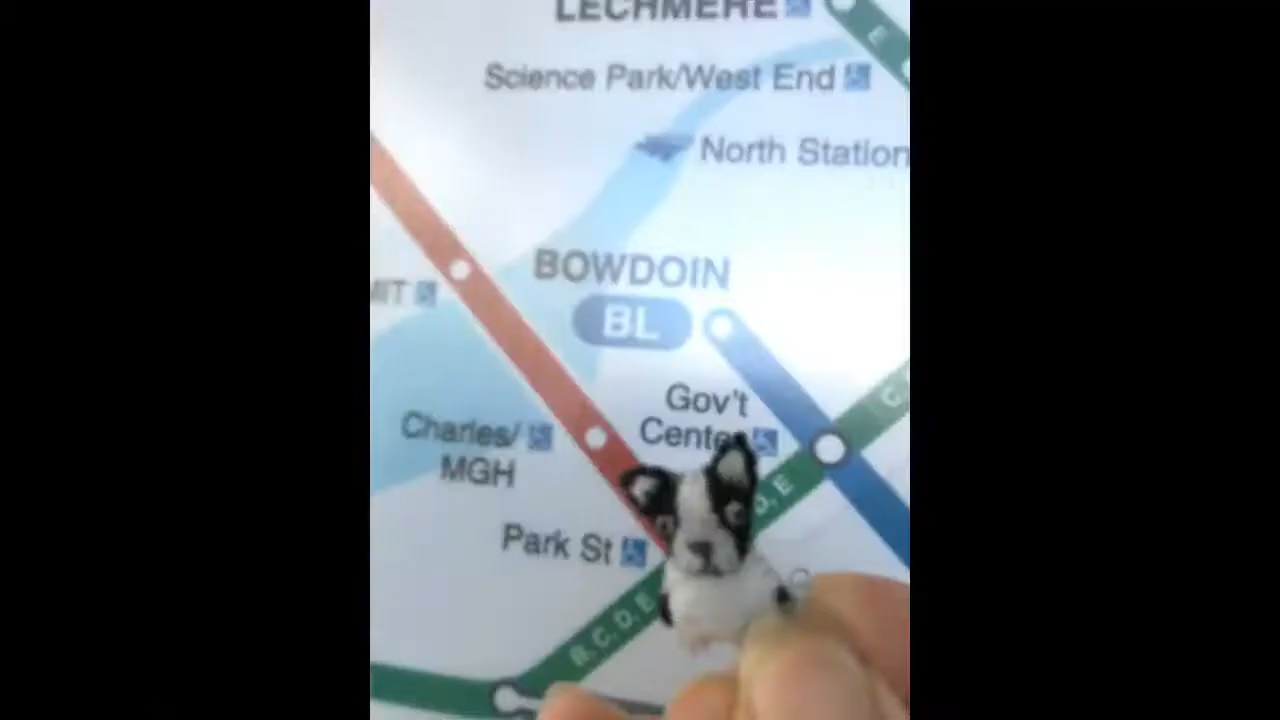 LECHMERE
E
Science Park/West End
North Station
BOWDOIN
BL
Gov't
Center
Charles/
MGH
D, E
Park St
B, C, D, E